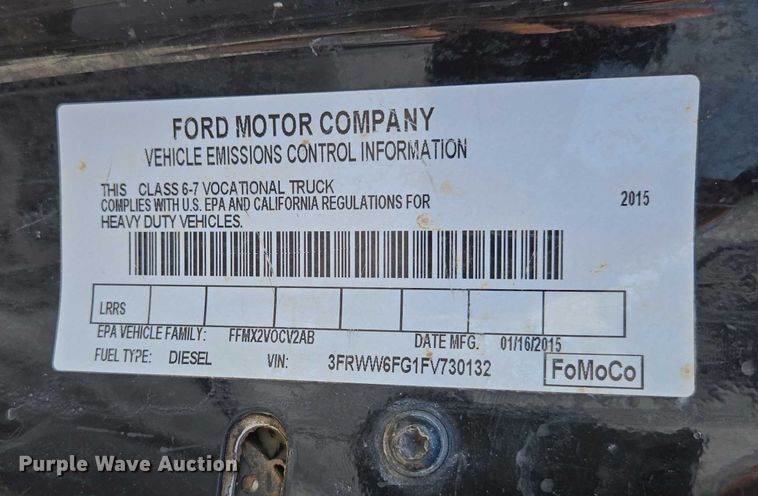 FORD MOTOR COMPANY
VEHICLE EMISSIONS CONTROL INFORMATION
THIS CLASS 6-7 VOCATIONAL TRUCK
COMPLIES WITH U.S. EPA AND CALIFORNIA REGULATIONS FOR 2015
HEAVY DUTY VEHICLES.
LRRS
EPA VEHICLE FAMILY: FFMX2VOCV2AB DATE MFG. 01/16/2015
FUEL TYPE: DIESEL VIN: 3FRWW6FG1FV730132 FoMoCo
Purple Wave Auction